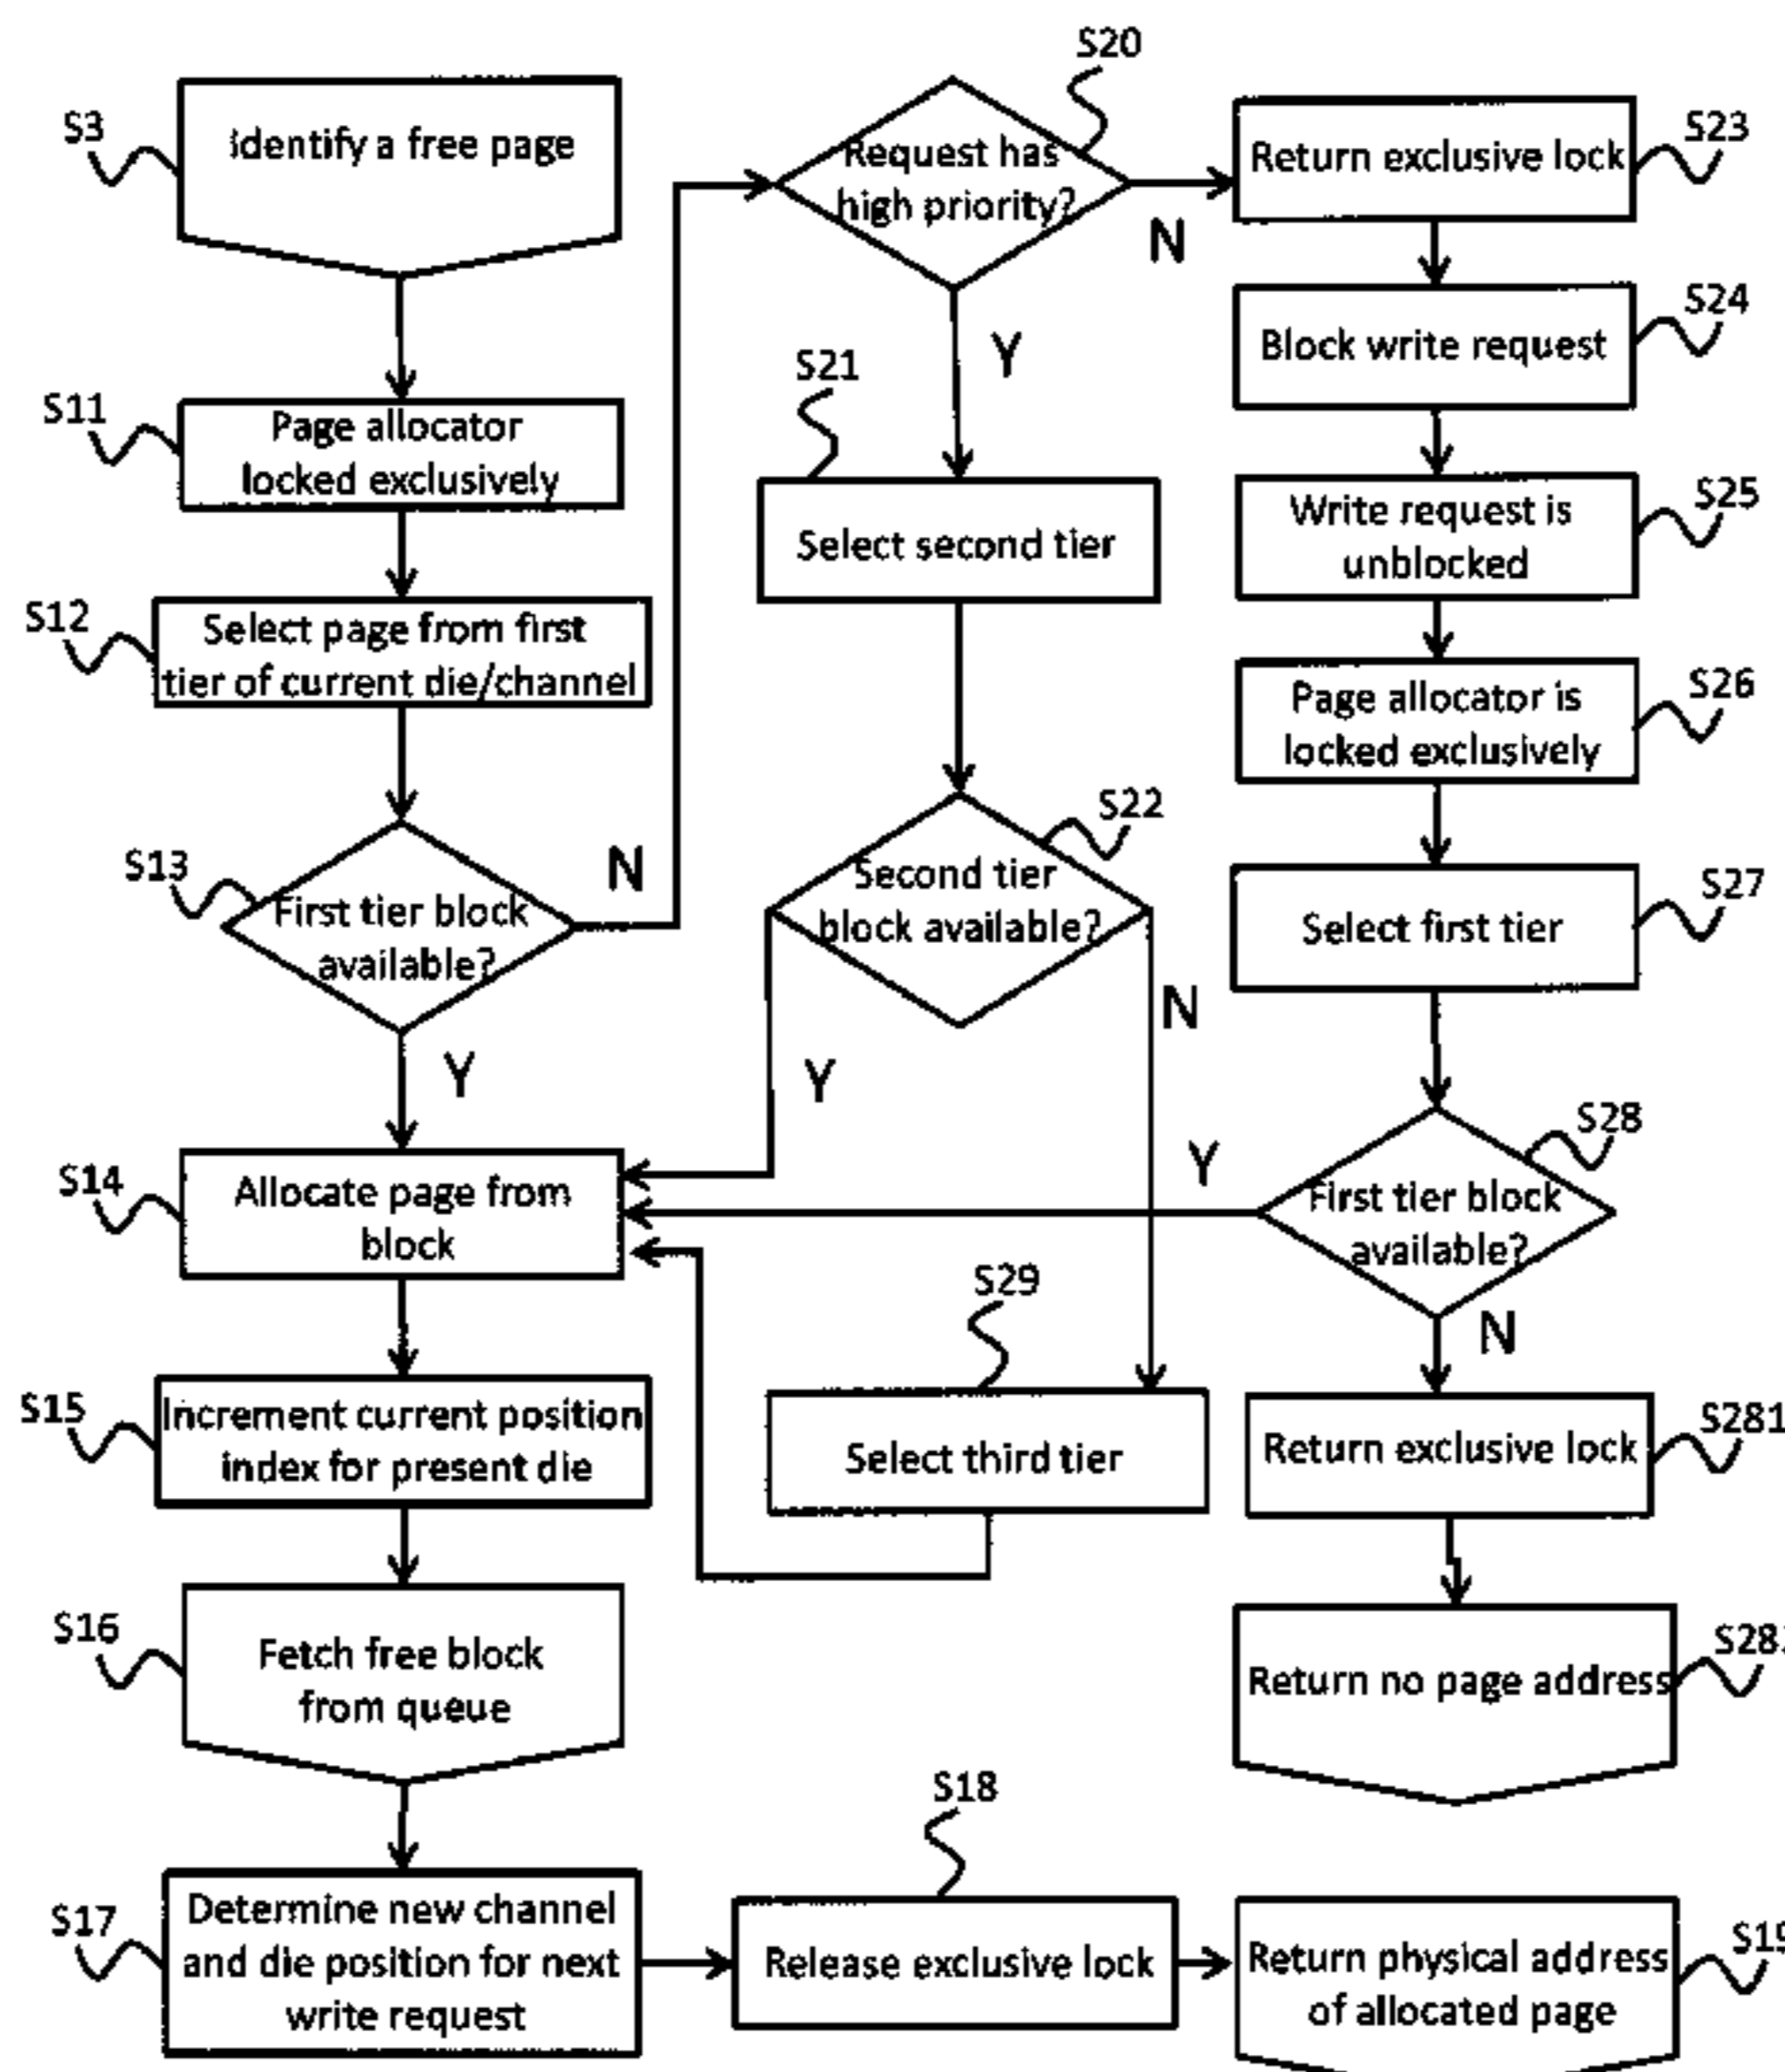 S3
Identify a free page
S11
Page allocator
locked exclusively
S12
Select page from first
tier of current die/channel
S13
First tier block
available?
N
Y
S14
Allocate page from
block
S15
Increment current position
index for present die
S16
Fetch free block
from queue
S17
Determine new channel
and die position for next
write request
S18
Release exclusive lock
S19
Return physical address
of allocated page
S20
Request has
high priority?
N
Y
S21
Select second tier
S22
Second tier
block available?
Y
N
S29
Select third tier
S23
Return exclusive lock
S24
Block write request
S25
Write request is
unblocked
S26
Page allocator is
locked exclusively
S27
Select first tier
S28
First tier block
available?
Y
N
S281
Return exclusive lock
Return no page address